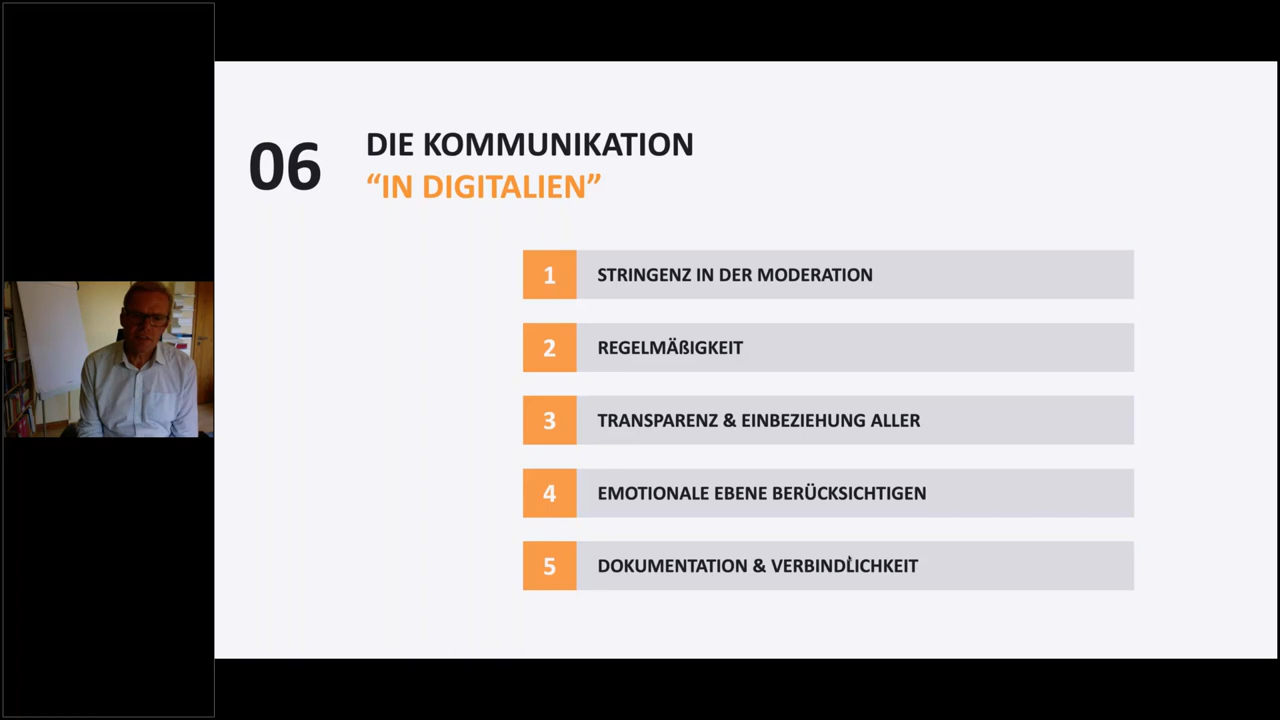 06
DIE KOMMUNIKATION
“IN DIGITALIEN”
1 STRINGENZ IN DER MODERATION
2 REGELMÄßIGKEIT
3 TRANSPARENZ & EINBEZIEHUNG ALLER
4 EMOTIONALE EBENE BERÜCKSICHTIGEN
5 DOKUMENTATION & VERBINDLICHKEIT